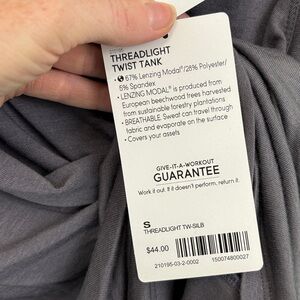 THREADLIGHT
TWIST TANK
• 67% Lenzing Modal®/28% Polyester/
6% Spandex
• LENZING MODAL® is produced from
European beechwood trees harvested
from sustainable forestry plantations
• BREATHABLE. Sweat can travel through
fabric and evaporate on the surface
• Covers your assets
GIVE-IT-A-WORKOUT
GUARANTEE
Work it out. If it doesn't perform, return it.
S
THREADLIGHT TW-SILB
$44.00
210195-03-2-0002 150074800027